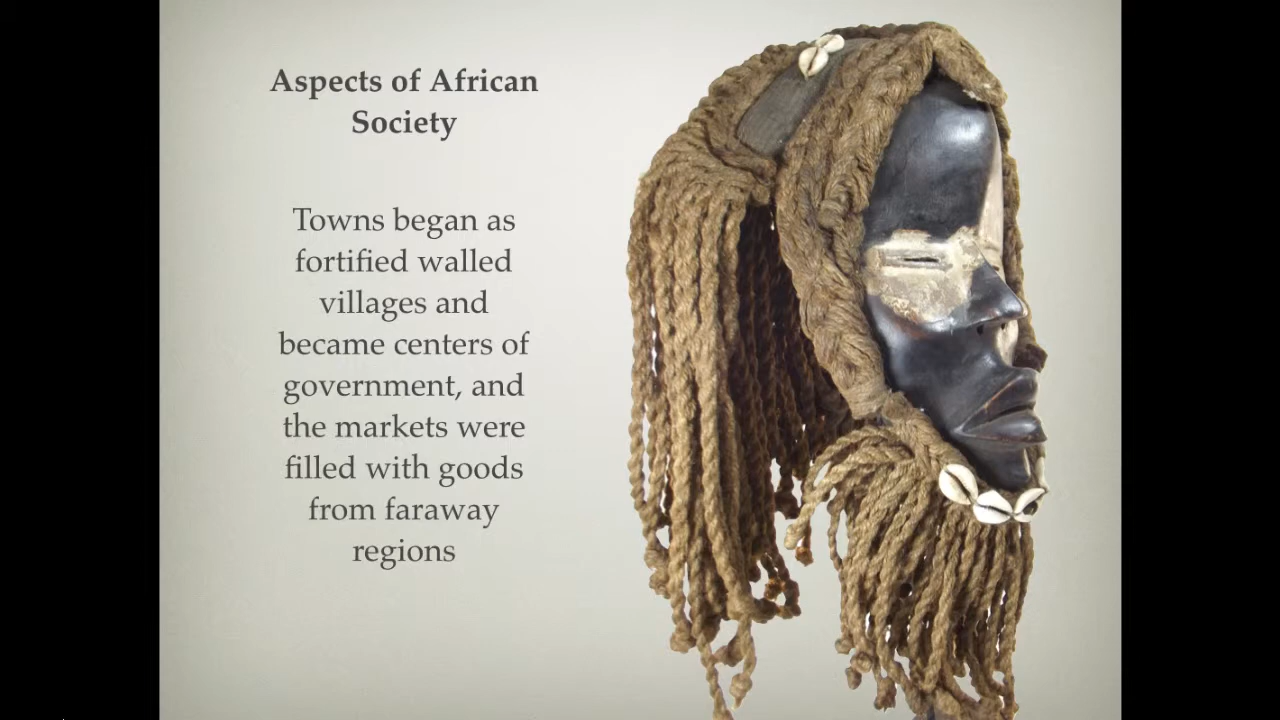 Aspects of African
Society
Towns began as
fortified walled
villages and
became centers of
government, and
the markets were
filled with goods
from faraway
regions